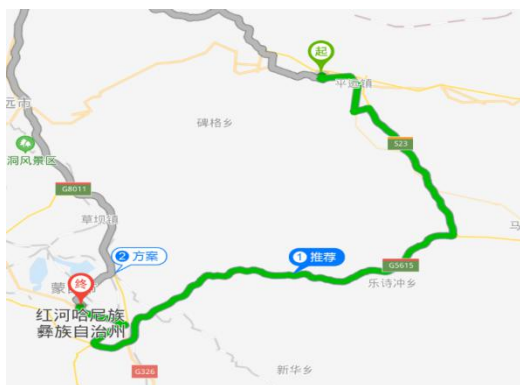 起
平远镇
远市
碑格乡
S23
洞风景区
G8011
草坝镇
马
2 方案
1 推荐
G5615
乐诗冲乡
终
蒙自
红河哈尼族
彝族自治州
G326
新华乡